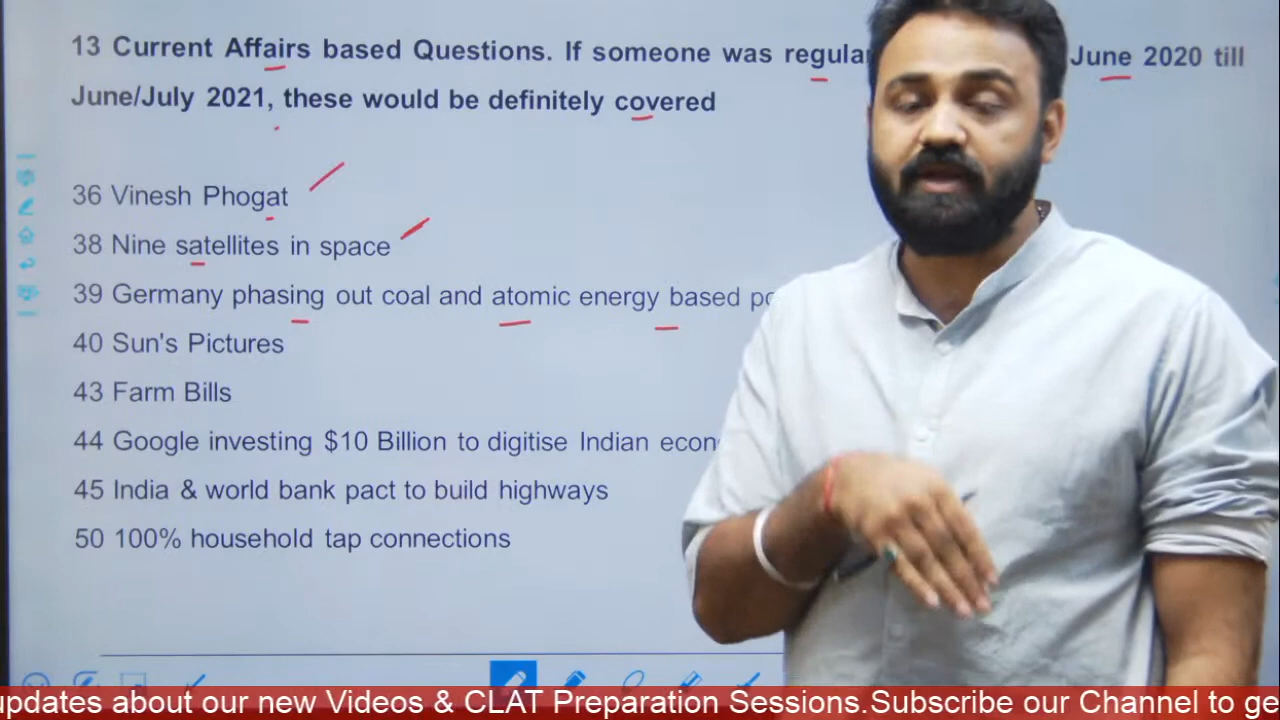 13 Current Affairs based Questions. If someone was regular June 2020 till
June/July 2021, these would be definitely covered
36 Vinesh Phogat
38 Nine satellites in space
39 Germany phasing out coal and atomic energy based
40 Sun's Pictures
43 Farm Bills
44 Google investing $10 Billion to digitise Indian
45 India & world bank pact to build highways
50 100% household tap connections
updates about our new Videos & CLAT Preparation Sessions.Subscribe our Channel to